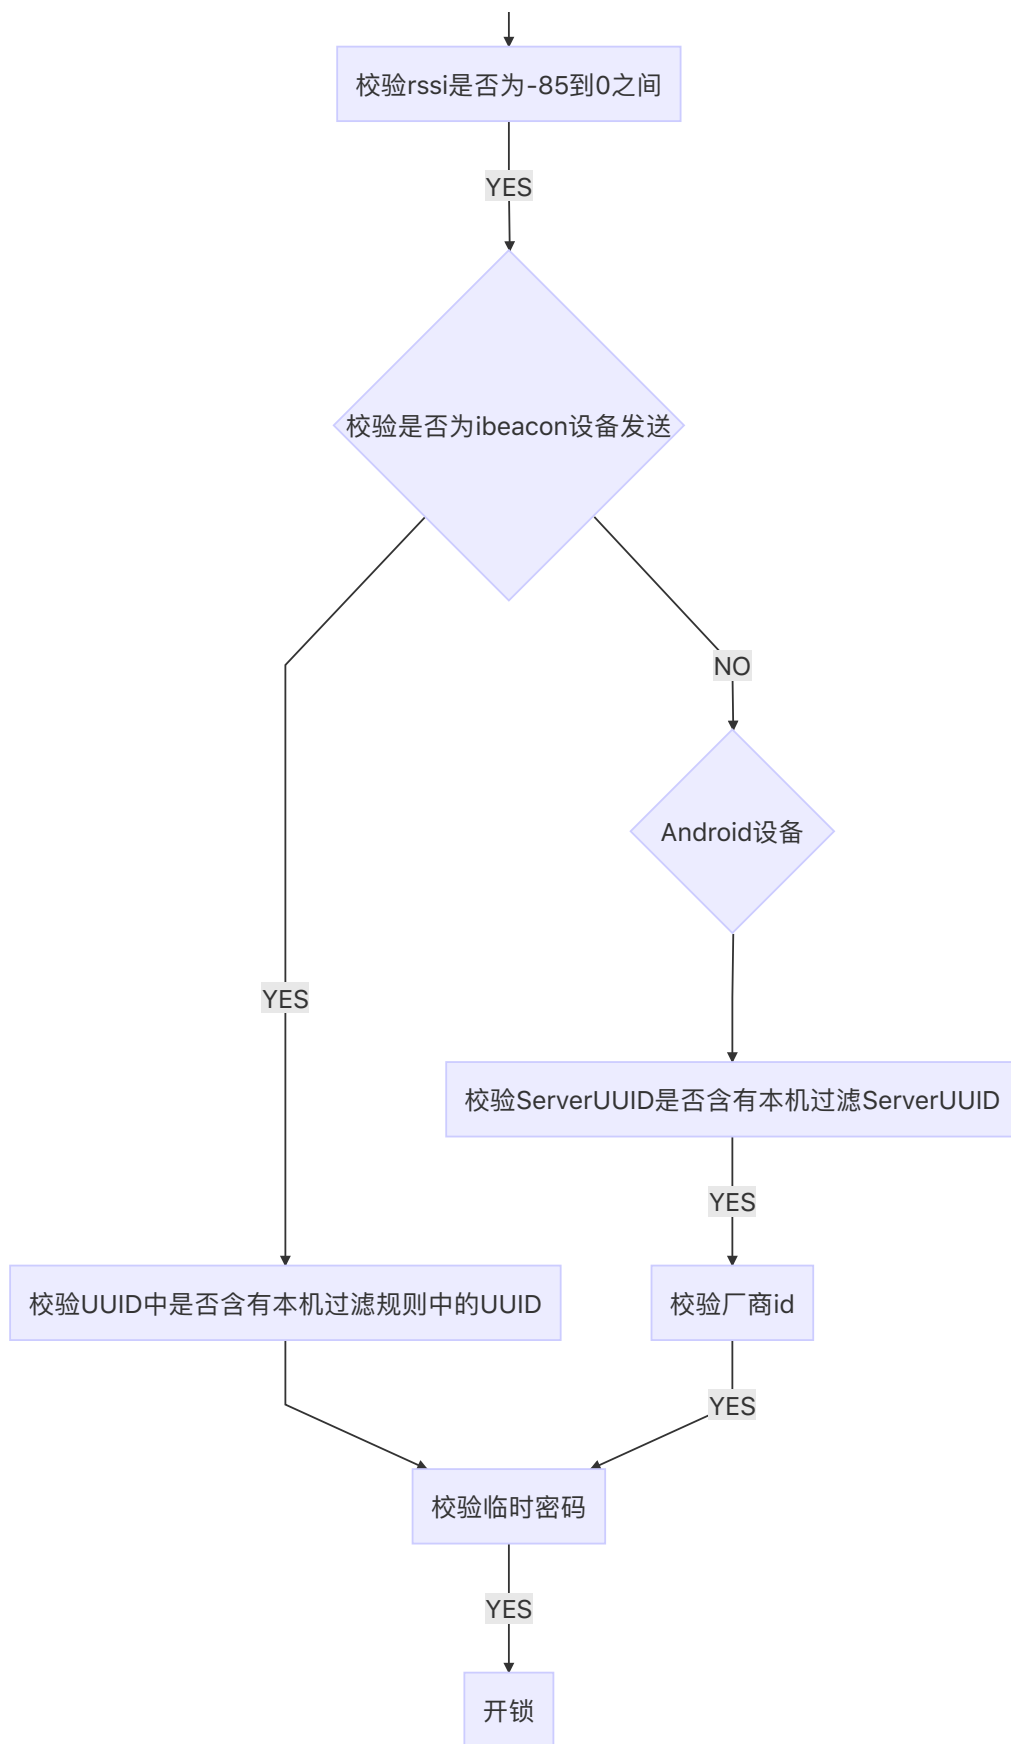 校验rssi是否为-85到0之间
YES
校验是否为ibeacon设备发送
NO
Android设备
YES
校验ServerUUID是否含有本机过滤ServerUUID
YES
校验UUID中是否含有本机过滤规则中的UUID
校验厂商id
YES
校验临时密码
YES
开锁